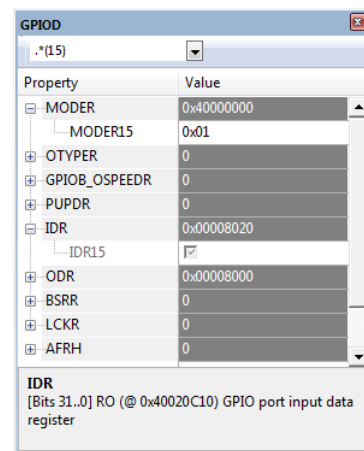 GPIOD
.*(15)
Property Value
MODER 0x40000000
MODER15 0x01
OTYPER 0
GPIOB_OSPEEDR 0
PUPDR 0
IDR 0x00008020
IDR15
ODR 0x00008000
BSRR 0
LCKR 0
AFRH 0
IDR
[Bits 31..0] RO (@ 0x40020C10) GPIO port input data
register